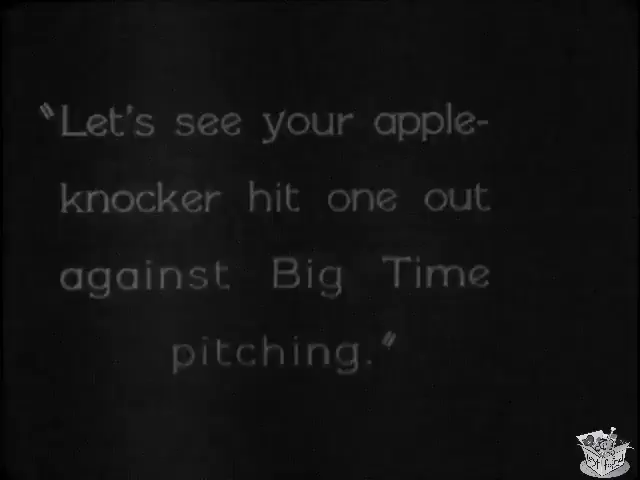 "Let's see your apple-
knocker hit one out
against Big Time
pitching."